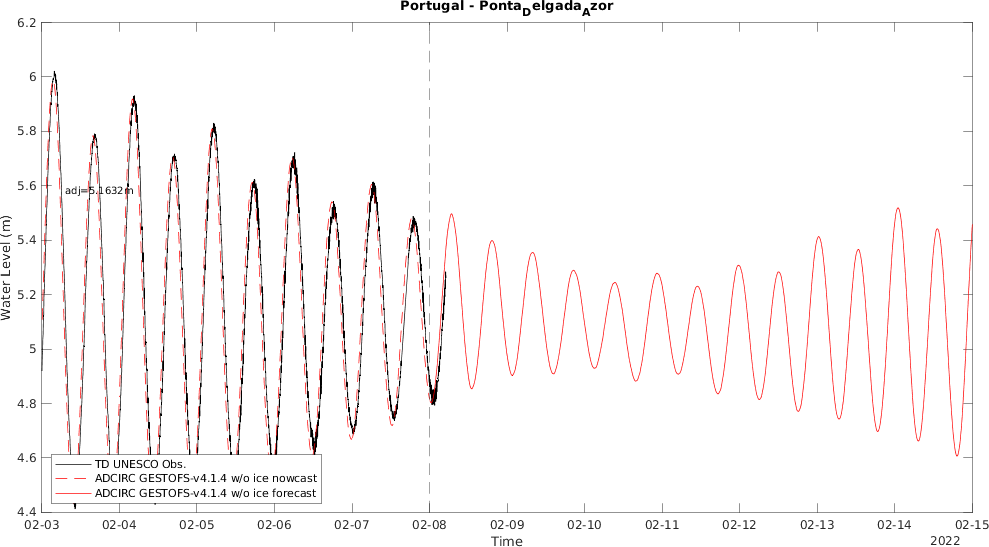 Portugal - Ponta_Delgada_Azor
6.2
6
5.8
5.6
5.4
5.2
5
4.8
4.6
4.4
Water Level (m)
adj=5.1632m
TD UNESCO Obs.
ADCIRC GESTOFS-v4.1.4 w/o ice nowcast
ADCIRC GESTOFS-v4.1.4 w/o ice forecast
02-03 02-04 02-05 02-06 02-07 02-08 02-09 02-10 02-11 02-12 02-13 02-14 02-15
Time
2022